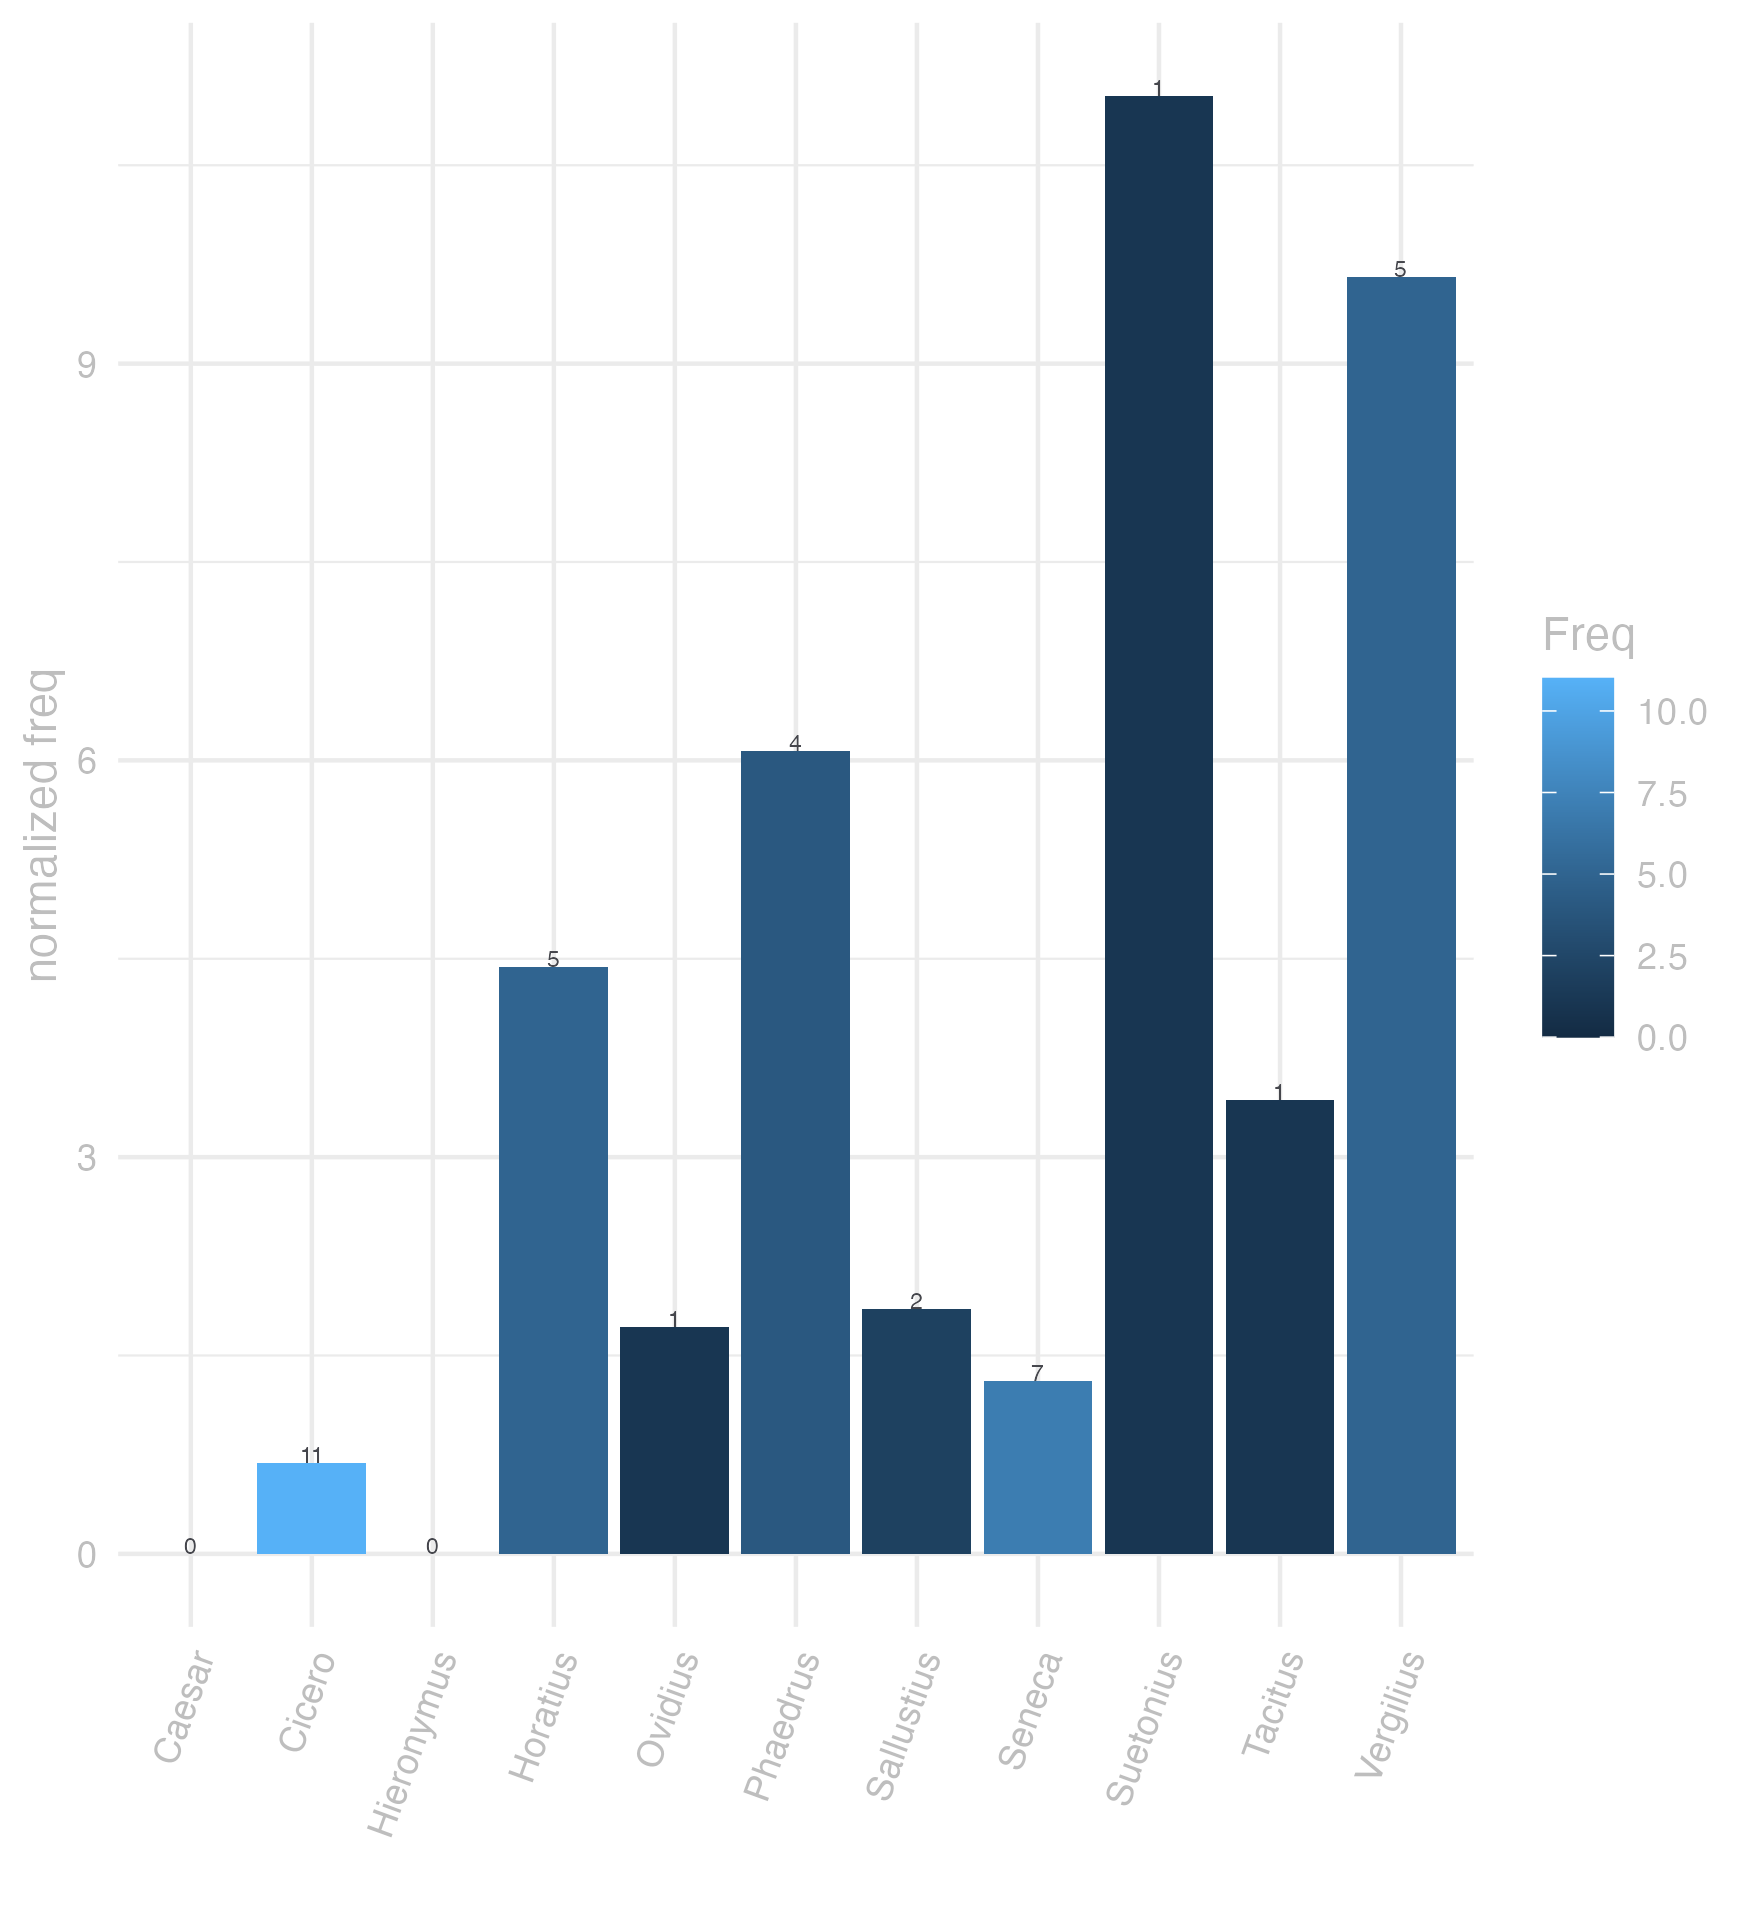 1
5
9
4
6
5
3
1
2
1
7
11
0
0
0
normalized freq
Caesar
Cicero
Hieronymus
Horatius
Ovidius
Phaedrus
Sallustius
Seneca
Suetonius
Tacitus
Vergilius
Freq
10.0
7.5
5.0
2.5
0.0